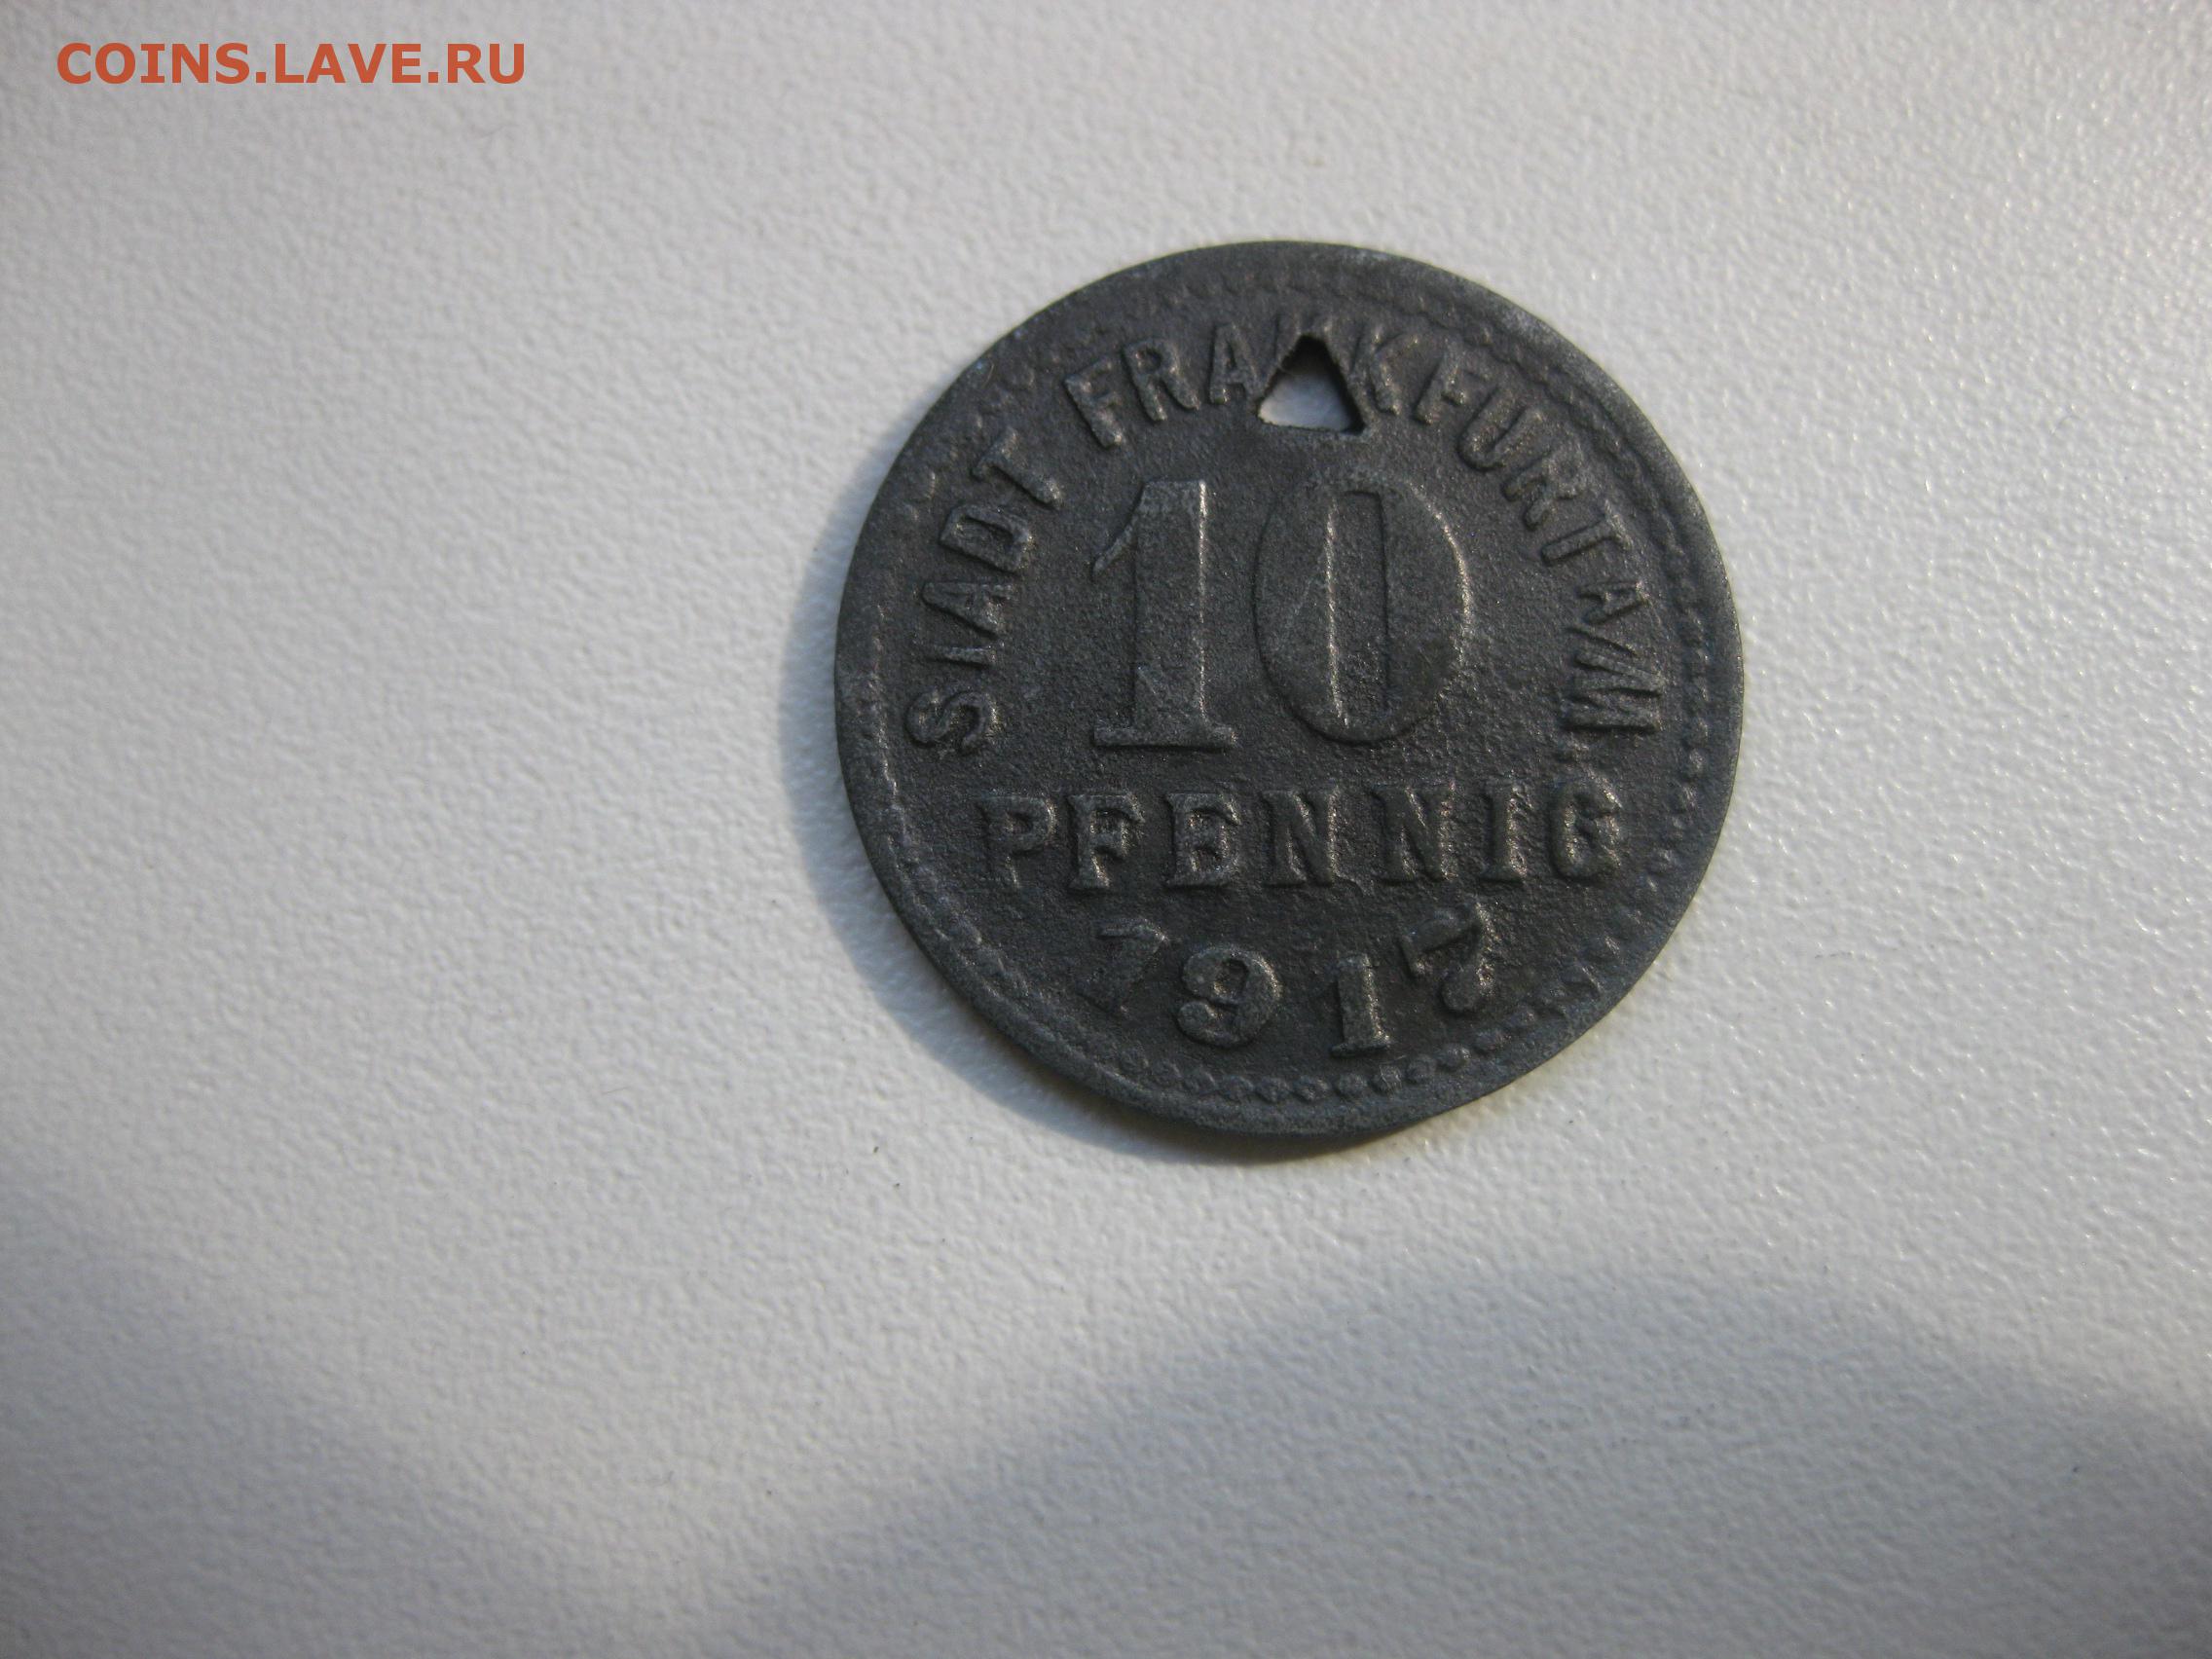 COINS.LAVE.RU
STADT FRANKFURT A/M.
10
PFENNIG
1917